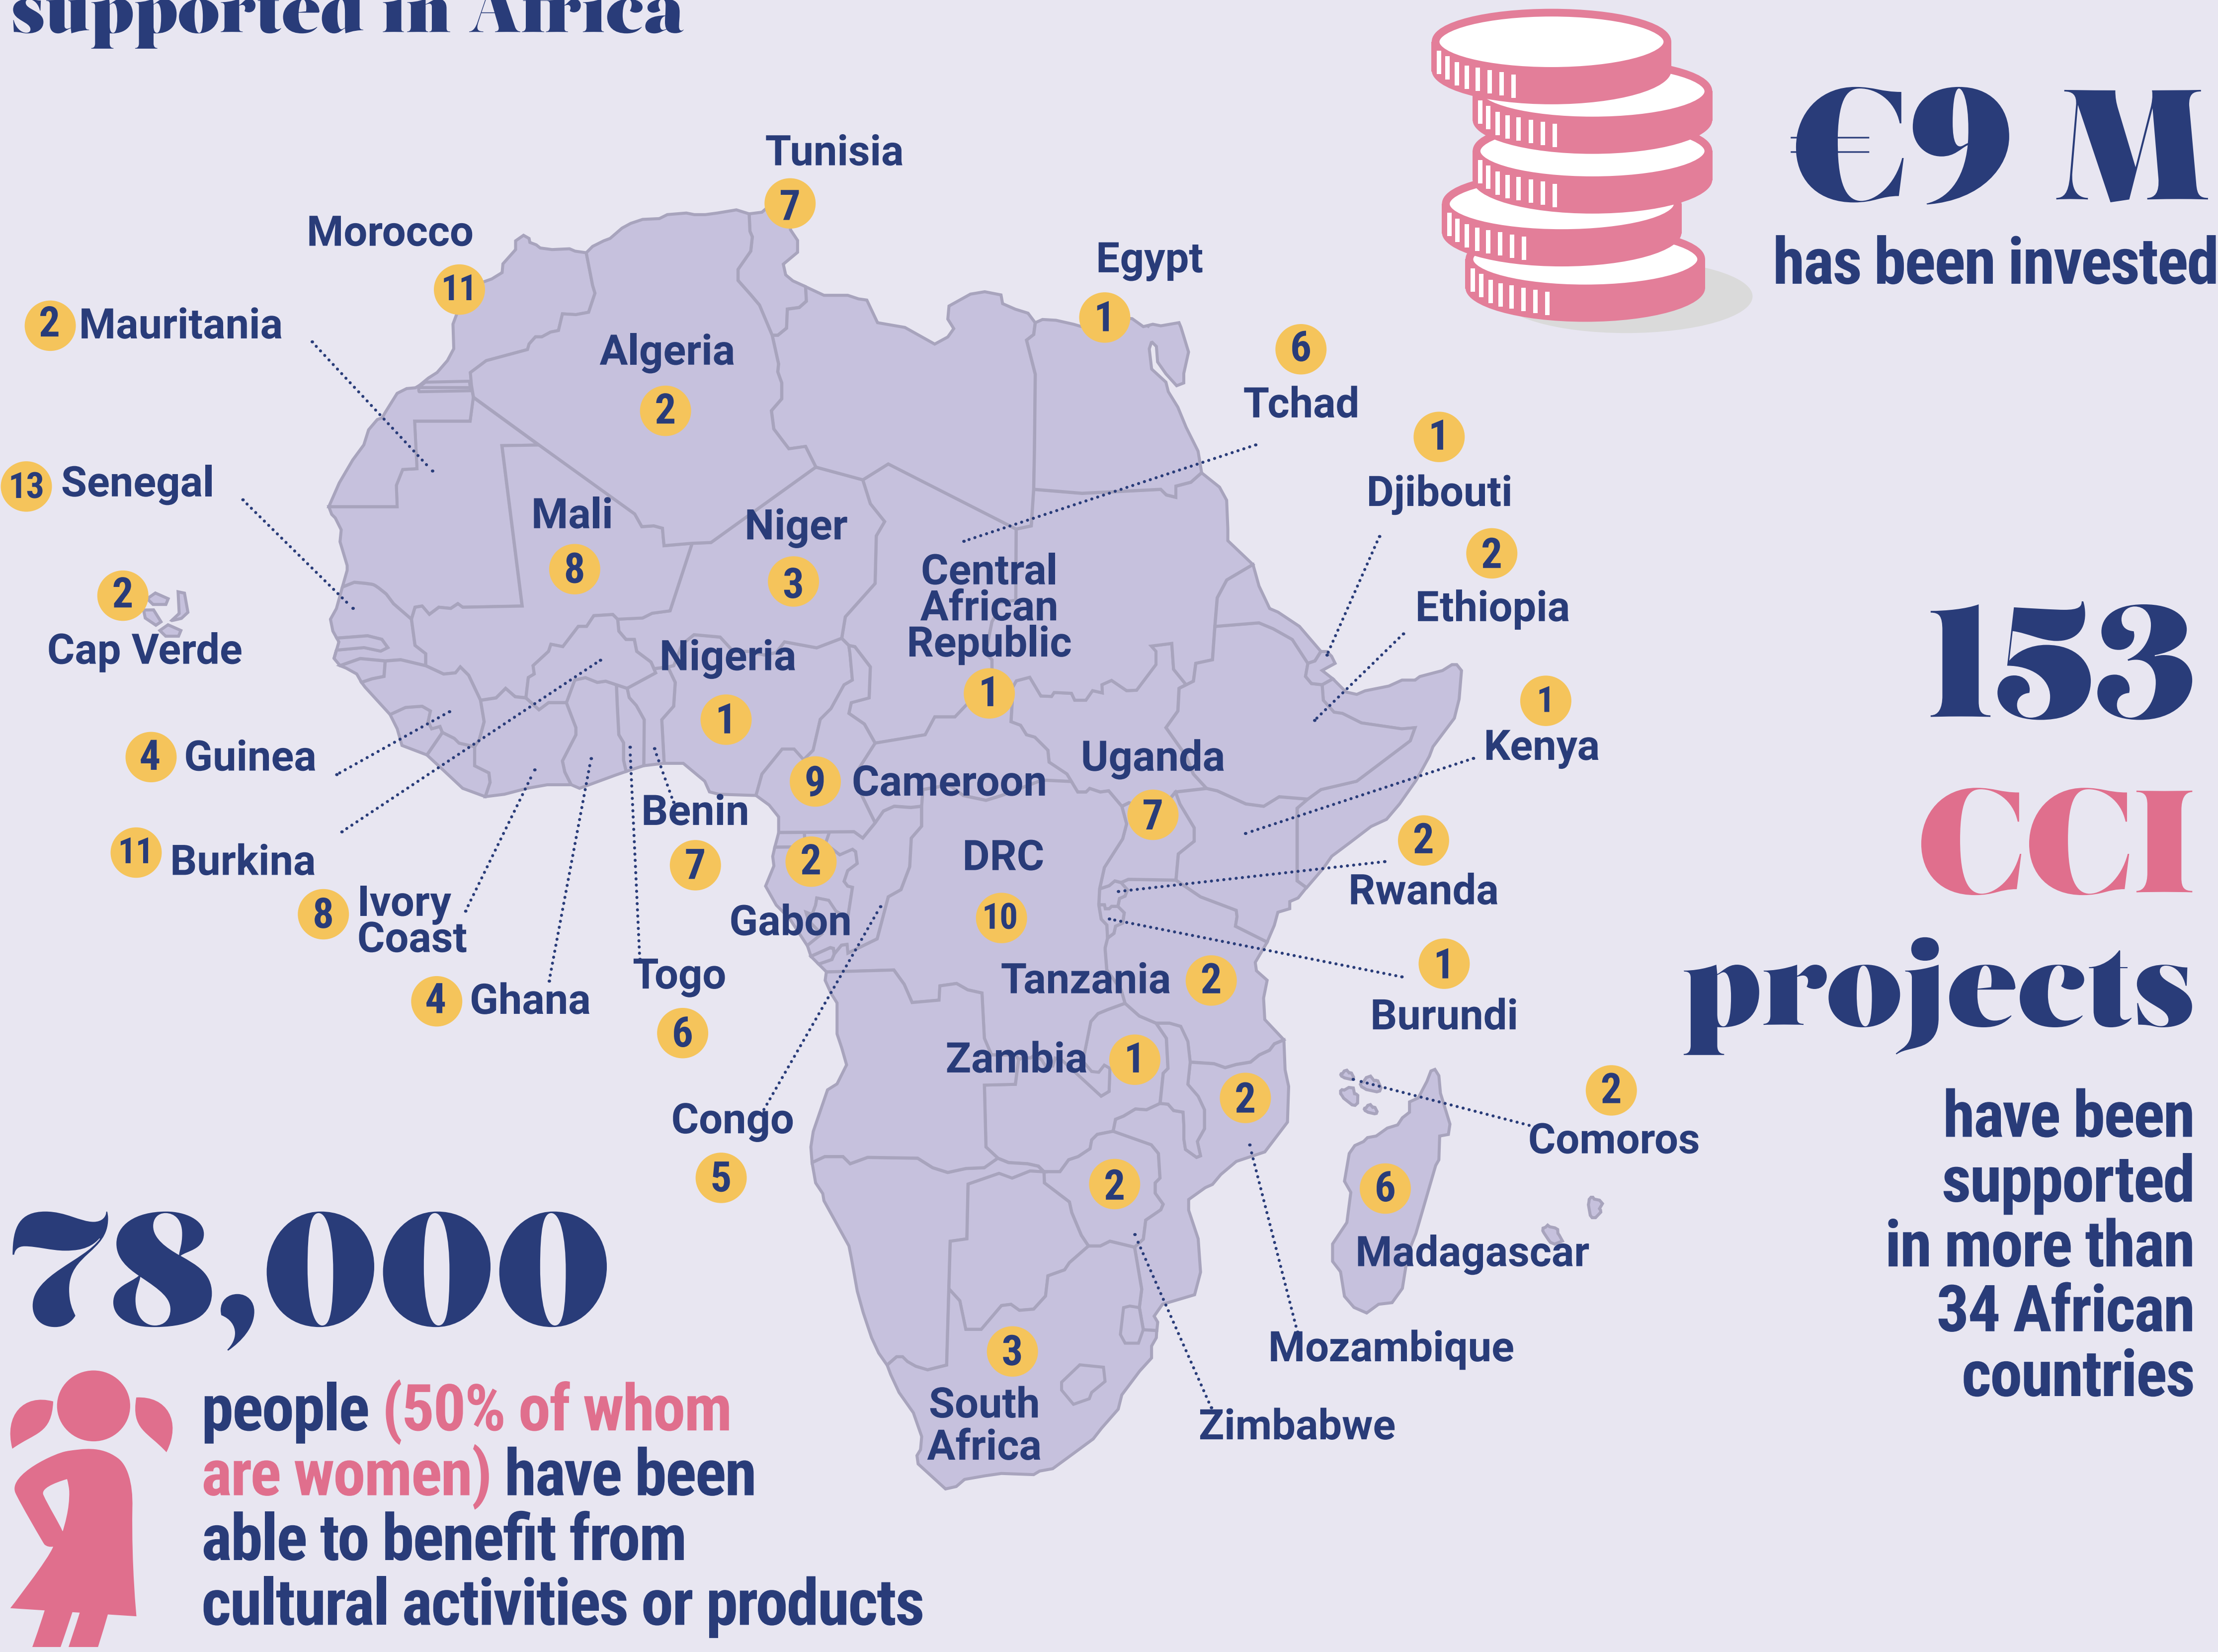 supported in Africa
€9 M
has been invested
Tunisia
7
Morocco
11
Egypt
1
2 Mauritania
Algeria
2
6
Tchad
1
Djibouti
13 Senegal
Mali
8
Niger
3
2
Ethiopia
Central
African
Republic
1
2
Cap Verde
Nigeria
1
1
Kenya
4 Guinea
9 Cameroon
Uganda
7
Benin
7
11 Burkina
2
Gabon
DRC
10
2
Rwanda
8 Ivory
Coast
4 Ghana
Togo
6
Tanzania 2
1
Burundi
Zambia 1
2
2
Comoros
Congo
5
2
6
Madagascar
Mozambique
3
South
Africa
Zimbabwe
153
CCI
projects
have been
supported
in more than
34 African
countries
78,000
people (50% of whom
are women) have been
able to benefit from
cultural activities or products